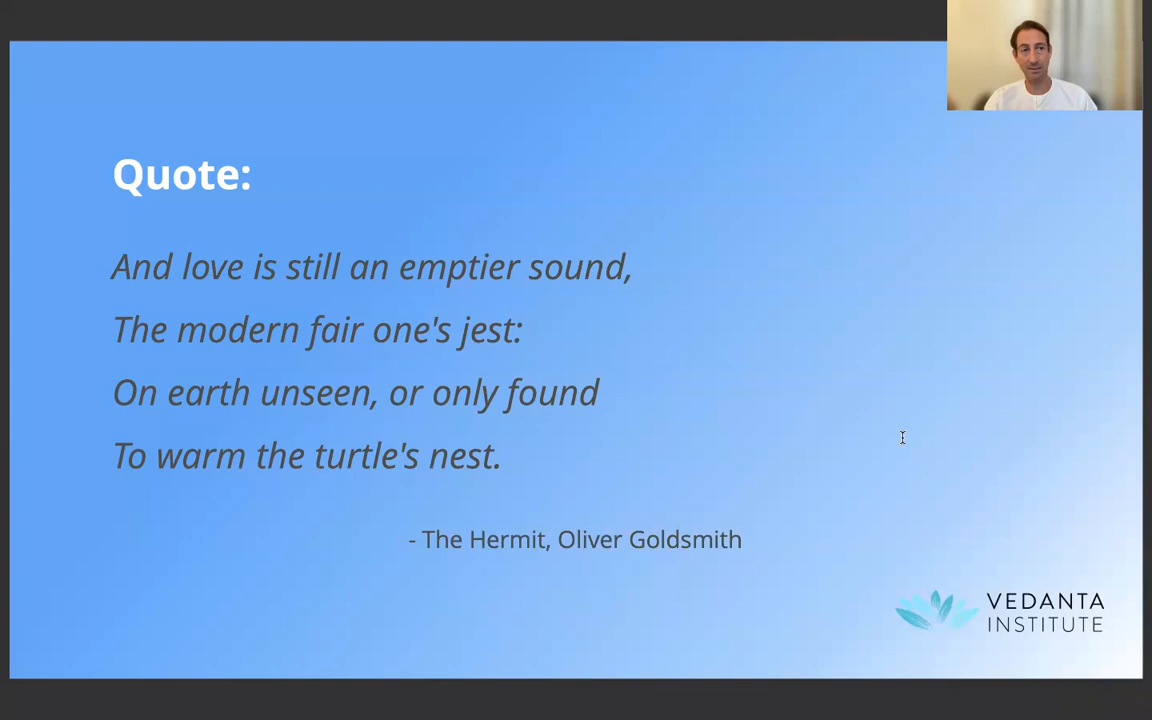 Quote:
And love is still an emptier sound,
The modern fair one's jest:
On earth unseen, or only found
To warm the turtle's nest.
- The Hermit, Oliver Goldsmith
VEDANTA
INSTITUTE